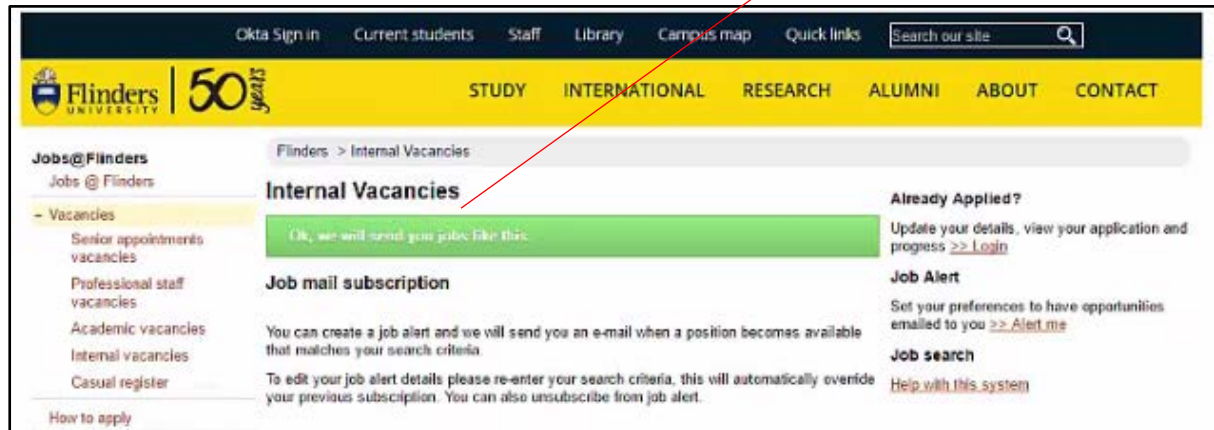 Okta Sign in Current students Staff Library Campus map Quick links Search our site
Flinders UNIVERSITY 50 years
STUDY INTERNATIONAL RESEARCH ALUMNI ABOUT CONTACT
Jobs@Flinders
Jobs @ Flinders
- Vacancies
Senior appointments
vacancies
Professional staff
vacancies
Academic vacancies
Internal vacancies
Casual register
How to apply
Flinders > Internal Vacancies
Internal Vacancies
Ok, we will send you jobs like this.
Job mail subscription
You can create a job alert and we will send you an e-mail when a position becomes available
that matches your search criteria.
To edit your job alert details please re-enter your search criteria, this will automatically override
your previous subscription. You can also unsubscribe from job alert.
Already Applied?
Update your details, view your application and
progress >> Login
Job Alert
Set your preferences to have opportunities
emailed to you >> Alert me
Job search
Help with this system